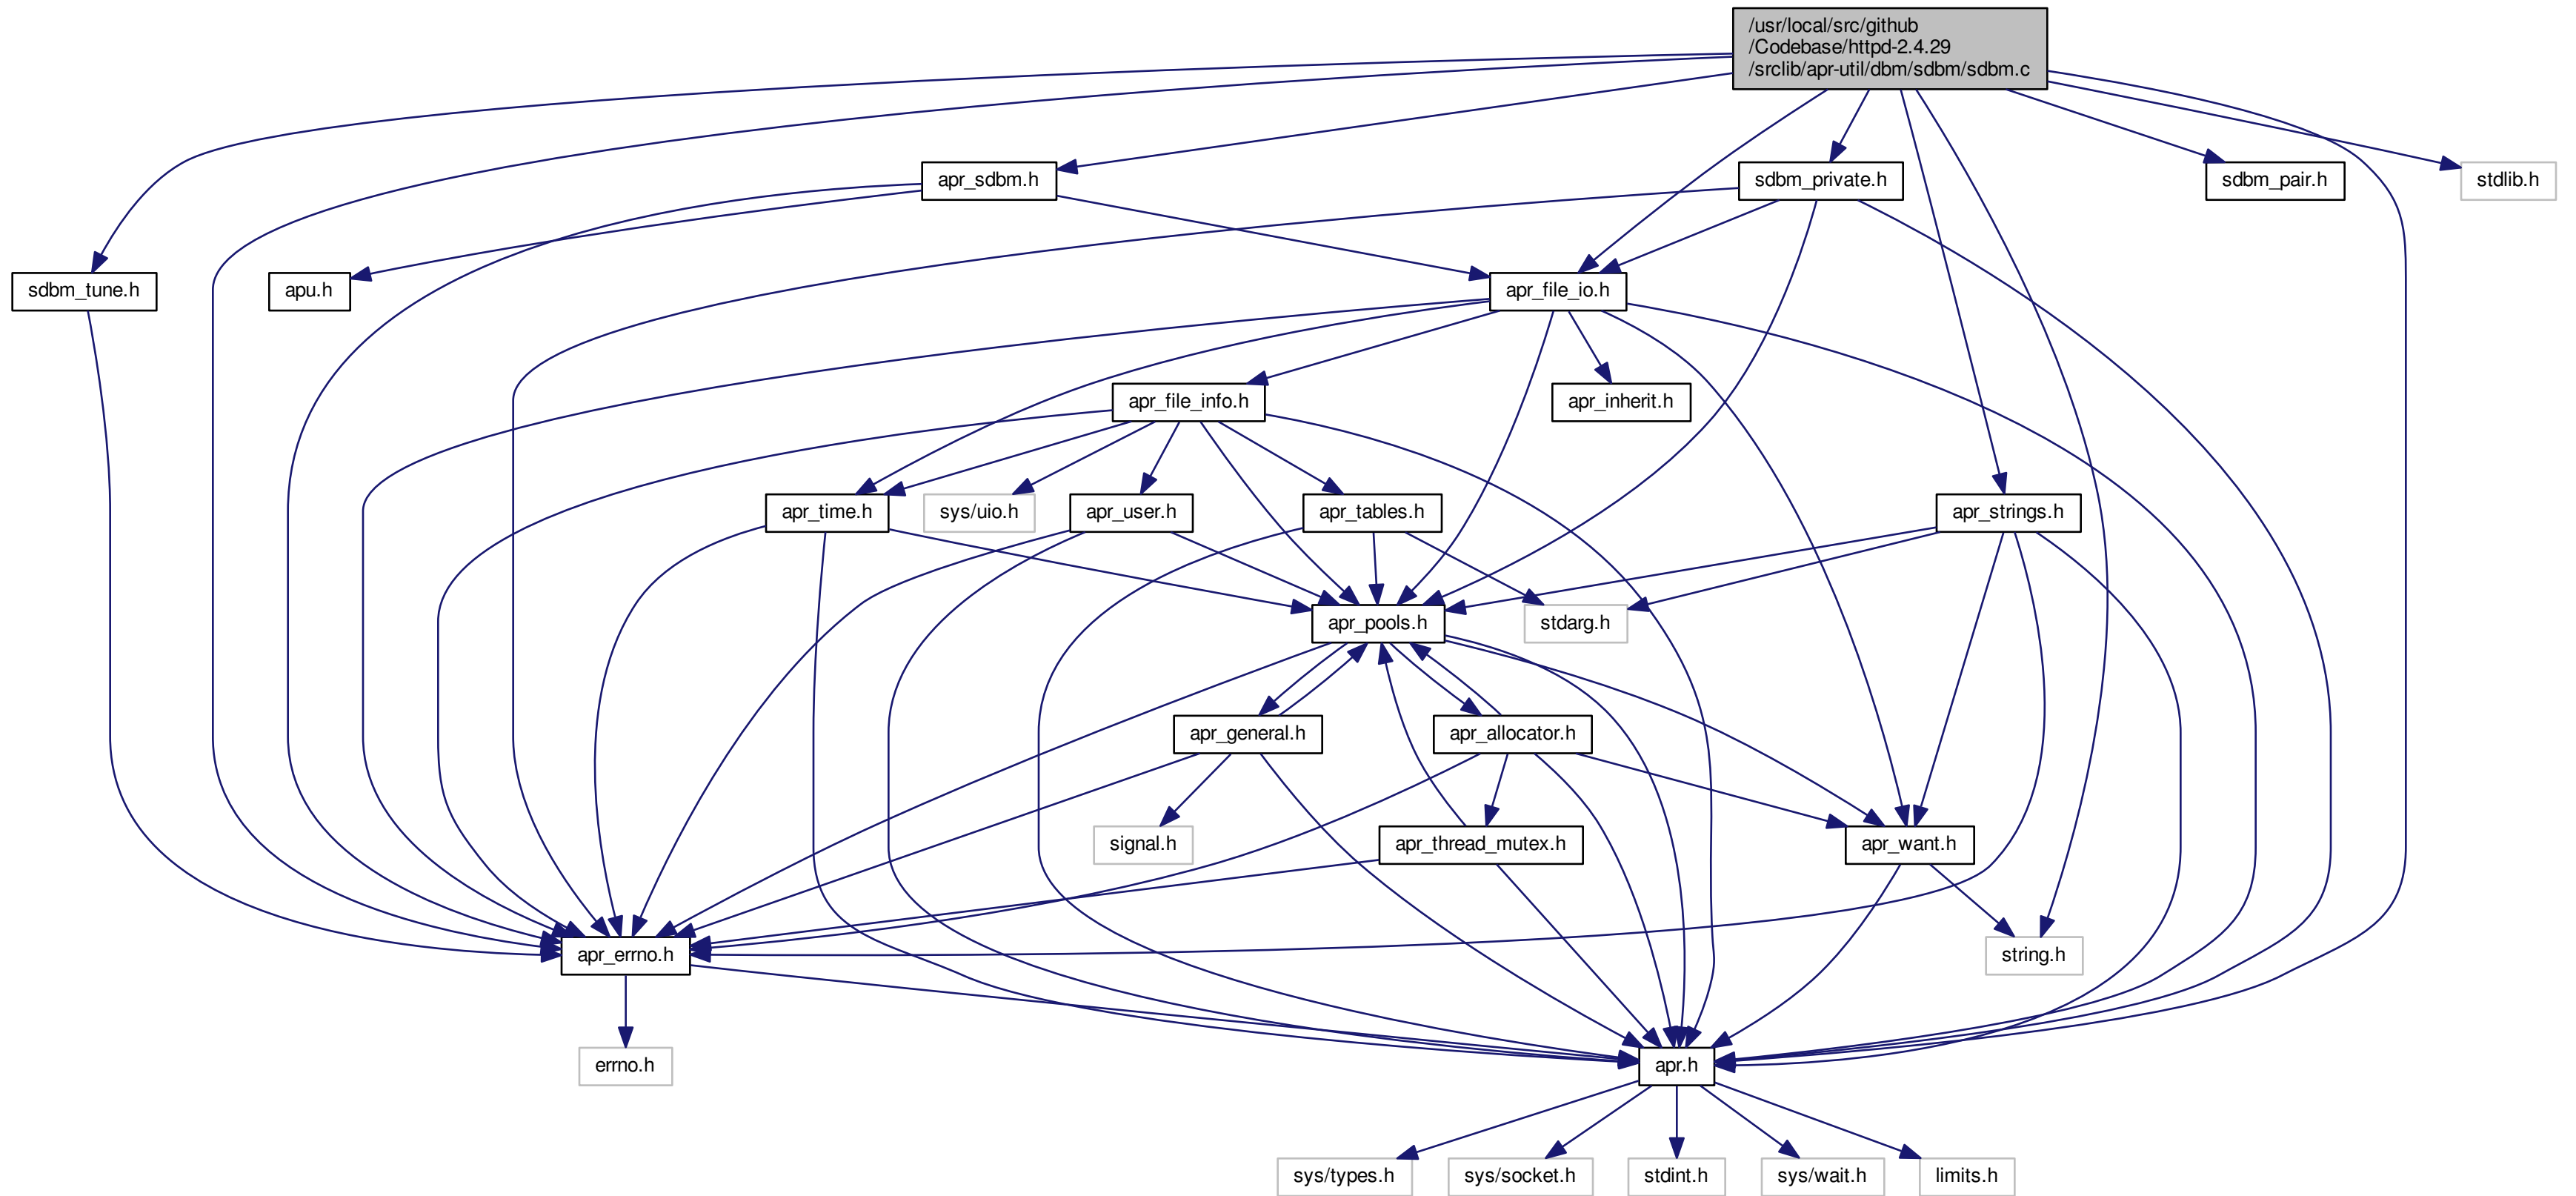 /usr/local/src/github
/Codebase/httpd-2.4.29
/srclib/apr-util/dbm/sdbm/sdbm.c
apr_sdbm.h
sdbm_private.h
sdbm_pair.h
stdlib.h
sdbm_tune.h
apu.h
apr_file_io.h
apr_file_info.h
apr_inherit.h
apr_time.h
sys/uio.h
apr_user.h
apr_tables.h
apr_strings.h
apr_pools.h
stdarg.h
apr_general.h
apr_allocator.h
signal.h
apr_thread_mutex.h
apr_want.h
apr_errno.h
string.h
errno.h
apr.h
sys/types.h
sys/socket.h
stdint.h
sys/wait.h
limits.h